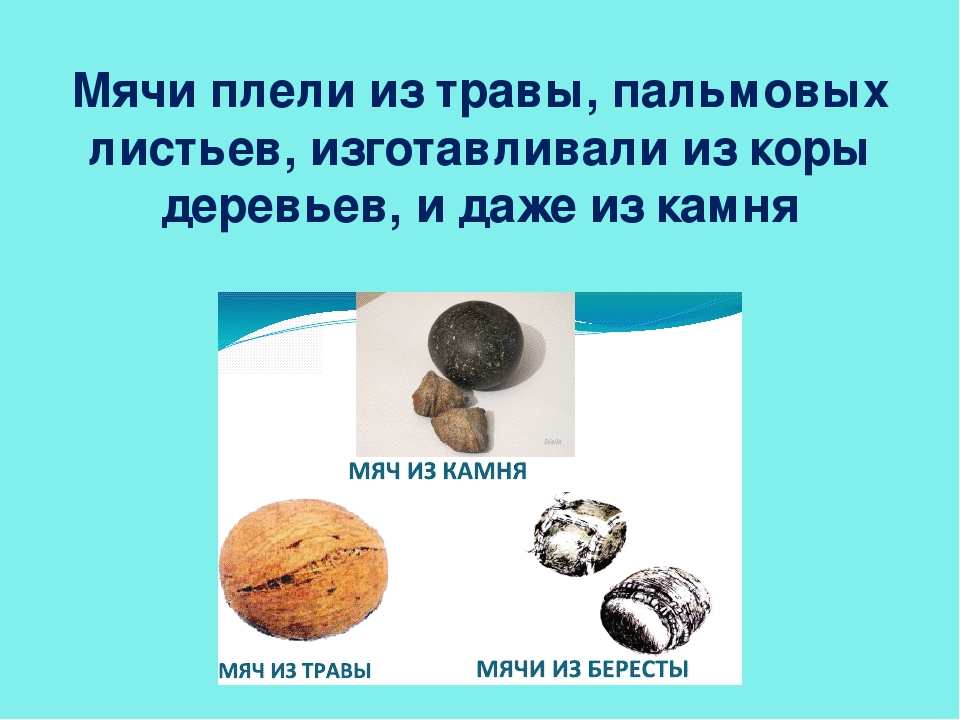 Мячи плели из травы, пальмовых
листьев, изготавливали из коры
деревьев, и даже из камня
Dialla
МЯЧ ИЗ КАМНЯ
МЯЧ ИЗ ТРАВЫ
МЯЧИ ИЗ БЕРЕСТЫ